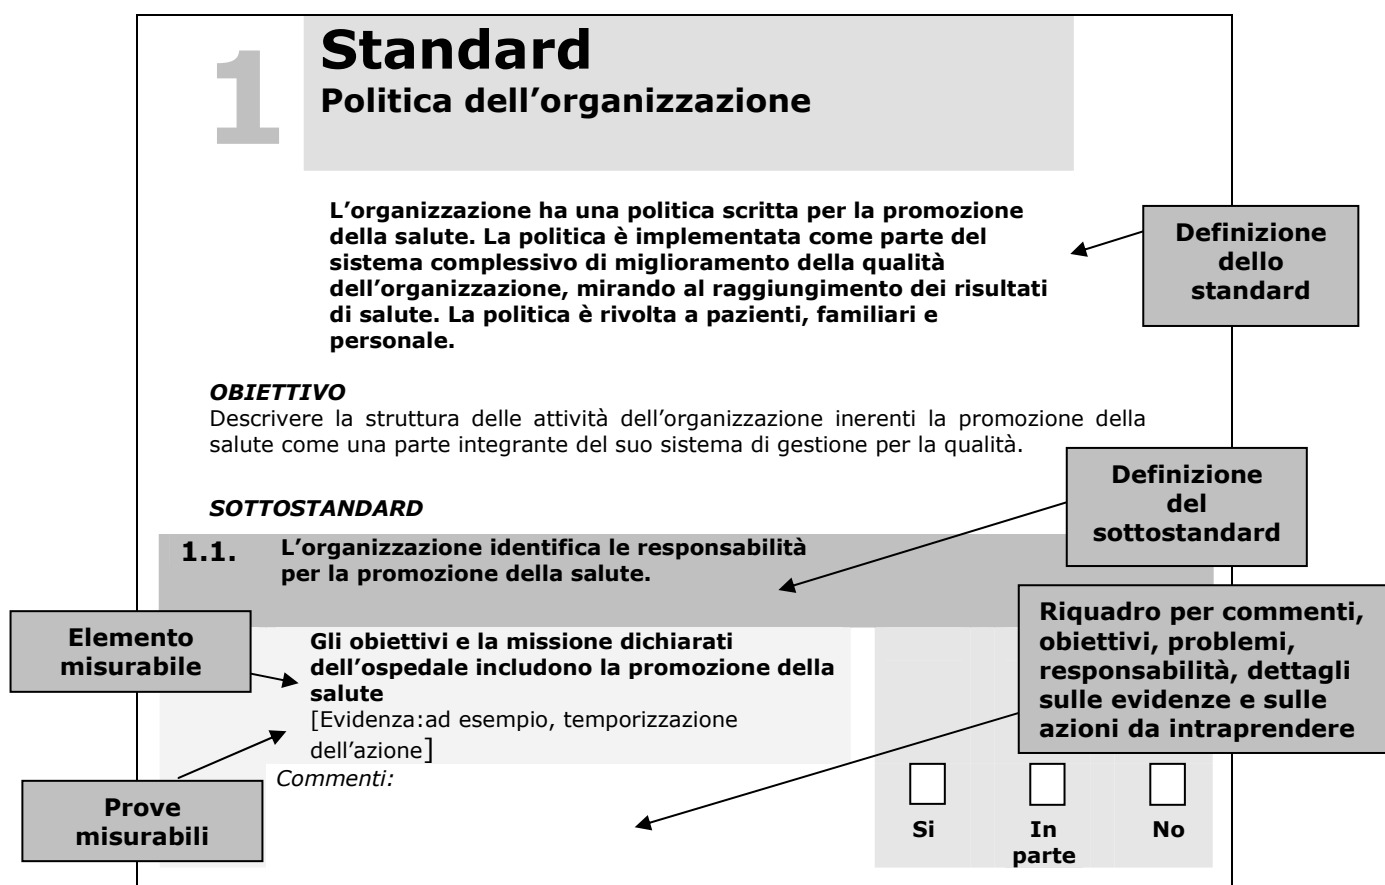 1
Standard
Politica dell’organizzazione
L’organizzazione ha una politica scritta per la promozione
della salute. La politica è implementata come parte del
sistema complessivo di miglioramento della qualità
dell’organizzazione, mirando al raggiungimento dei risultati
di salute. La politica è rivolta a pazienti, familiari e
personale.
Definizione
dello
standard
OBIETTIVO
Descrivere la struttura delle attività dell’organizzazione inerenti la promozione della
salute come una parte integrante del suo sistema di gestione per la qualità.
Definizione
del
sottostandard
SOTTOSTANDARD
1.1. L’organizzazione identifica le responsabilità
per la promozione della salute.
Elemento
misurabile
Gli obiettivi e la missione dichiarati
dell’ospedale includono la promozione della
salute
[Evidenza:ad esempio, temporizzazione
dell’azione]
Riquadro per commenti,
obiettivi, problemi,
responsabilità, dettagli
sulle evidenze e sulle
azioni da intraprendere
Prove
misurabili
Commenti:
Si In No
parte